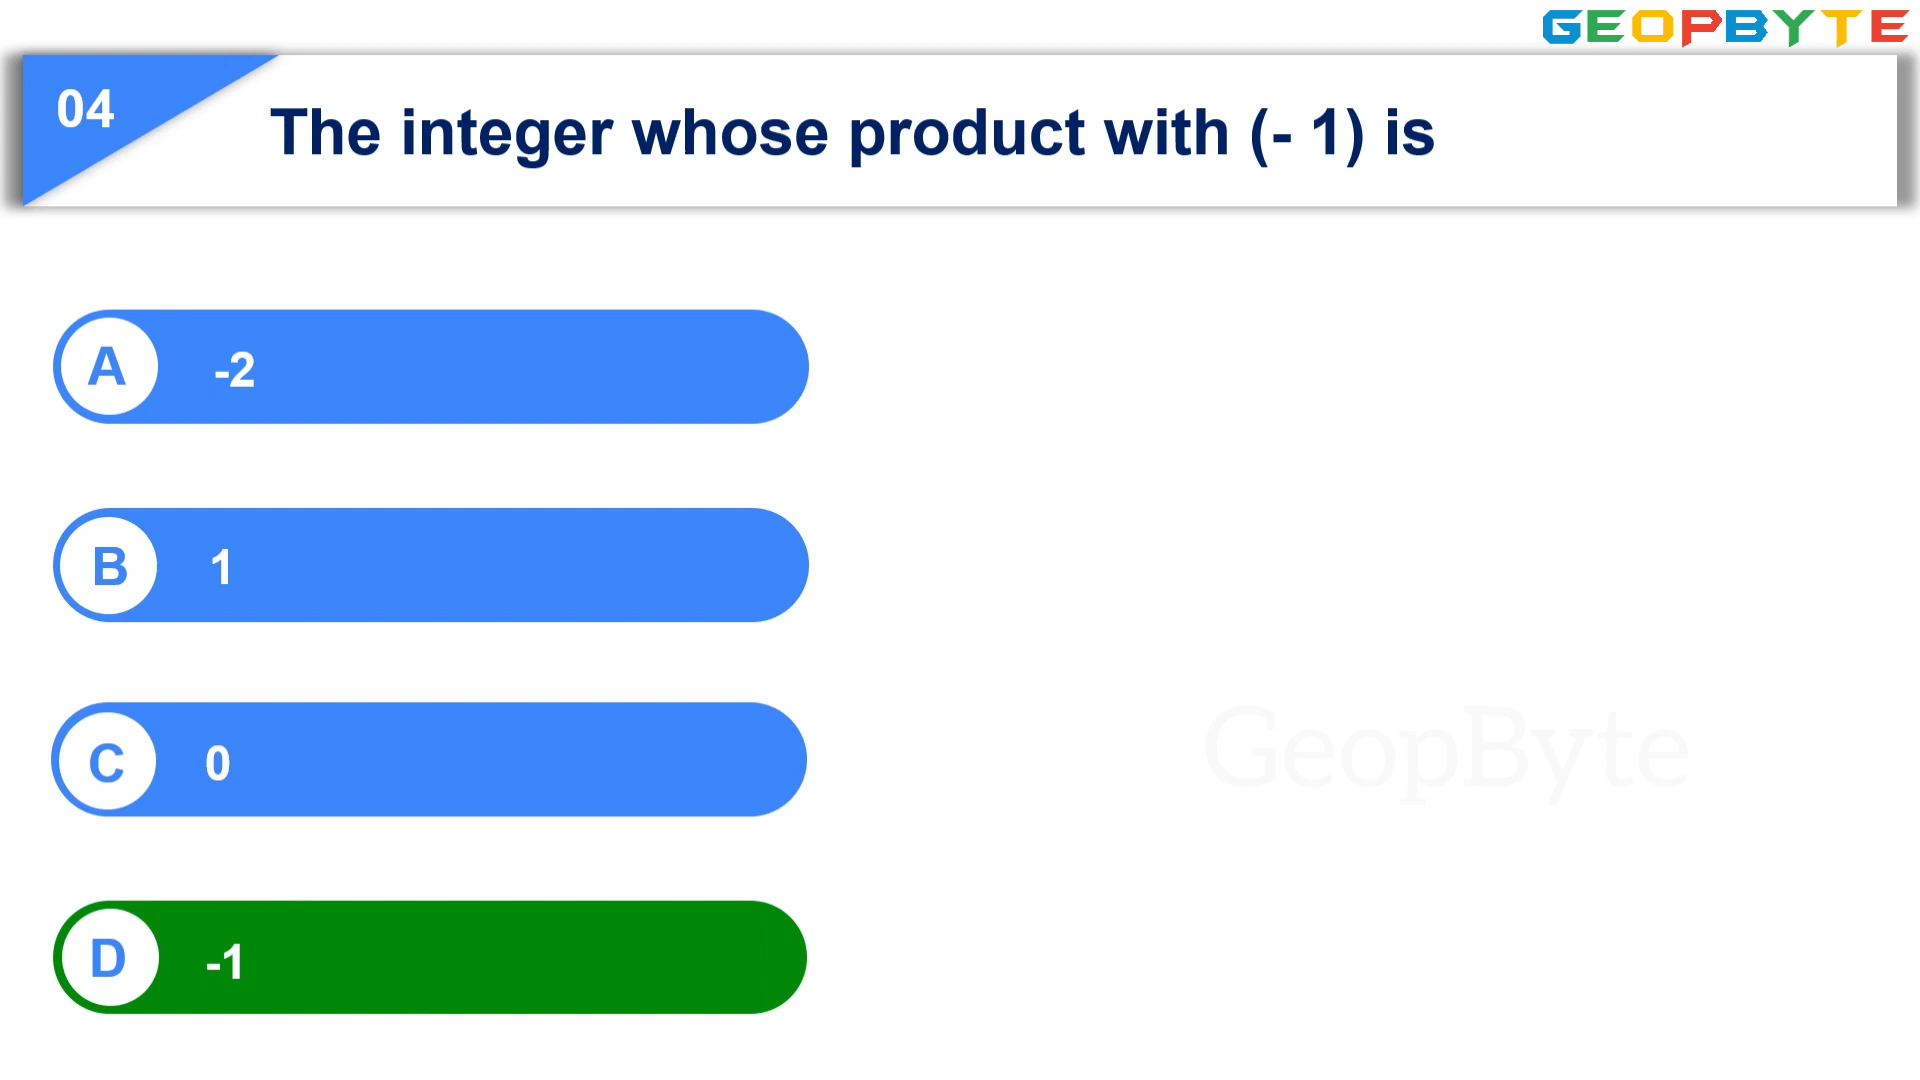 GEOPBYTE
04
The integer whose product with (- 1) is
A
-2
B
1
C
0
GeopByte
D
-1